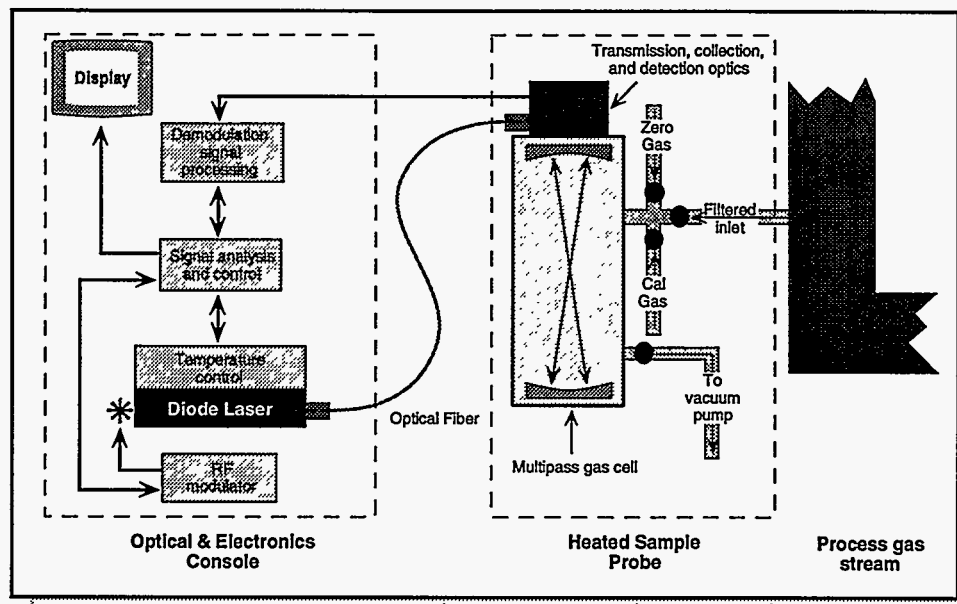 Display
Demodulation
signal
processing
Signal analysis
and control
Temperature
control
Diode Laser
RF
modulator
Optical Fiber
Optical & Electronics
Console
Transmission, collection,
and detection optics
Zero
Gas
Filtered
inlet
Cal
Gas
To
vacuum
pump
Multipass gas cell
Heated Sample
Probe
Process gas
stream